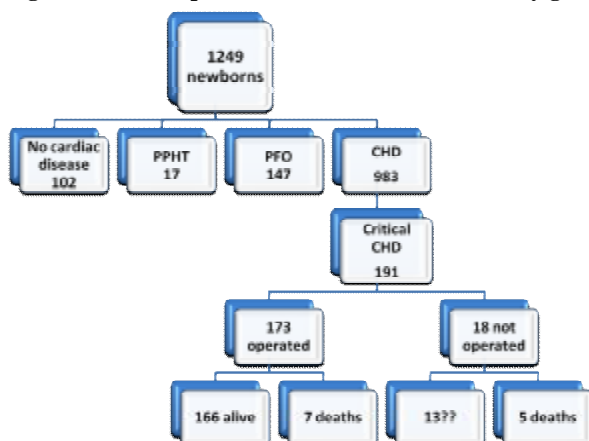 1249
newborns
No cardiac
disease
102
PPHT
17
PFO
147
CHD
983
Critical
CHD
191
173
operated
18 not
operated
166 alive
7 deaths
13??
5 deaths